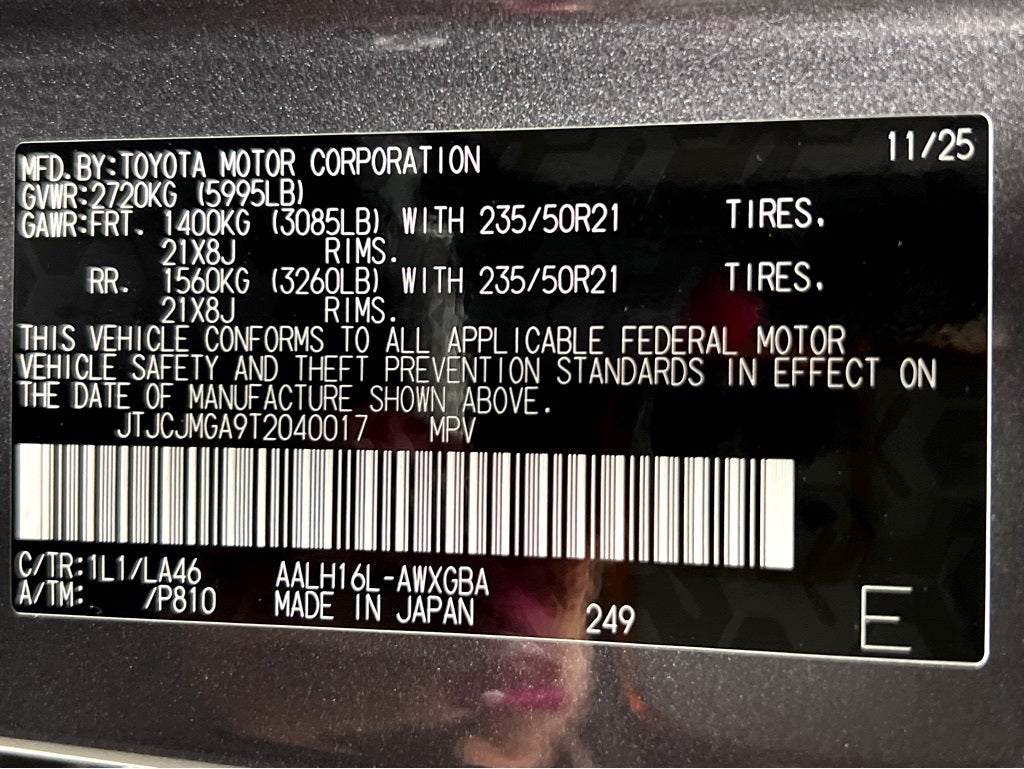 11/25
MFD.BY:TOYOTA MOTOR CORPORATION
GVWR:2720KG (5995LB)
GAWR:FRT. 1400KG (3085LB) WITH 235/50R21 TIRES.
21X8J RIMS.
RR. 1560KG (3260LB) WITH 235/50R21 TIRES.
21X8J RIMS.
THIS VEHICLE CONFORMS TO ALL APPLICABLE FEDERAL MOTOR
VEHICLE SAFETY AND THEFT PREVENTION STANDARDS IN EFFECT ON
THE DATE OF MANUFACTURE SHOWN ABOVE.
JTJCJMGA9T2040017 MPV
C/TR:1L1/LA46 AALH16L-AWXGBA
A/TM: /P810 MADE IN JAPAN 249
E